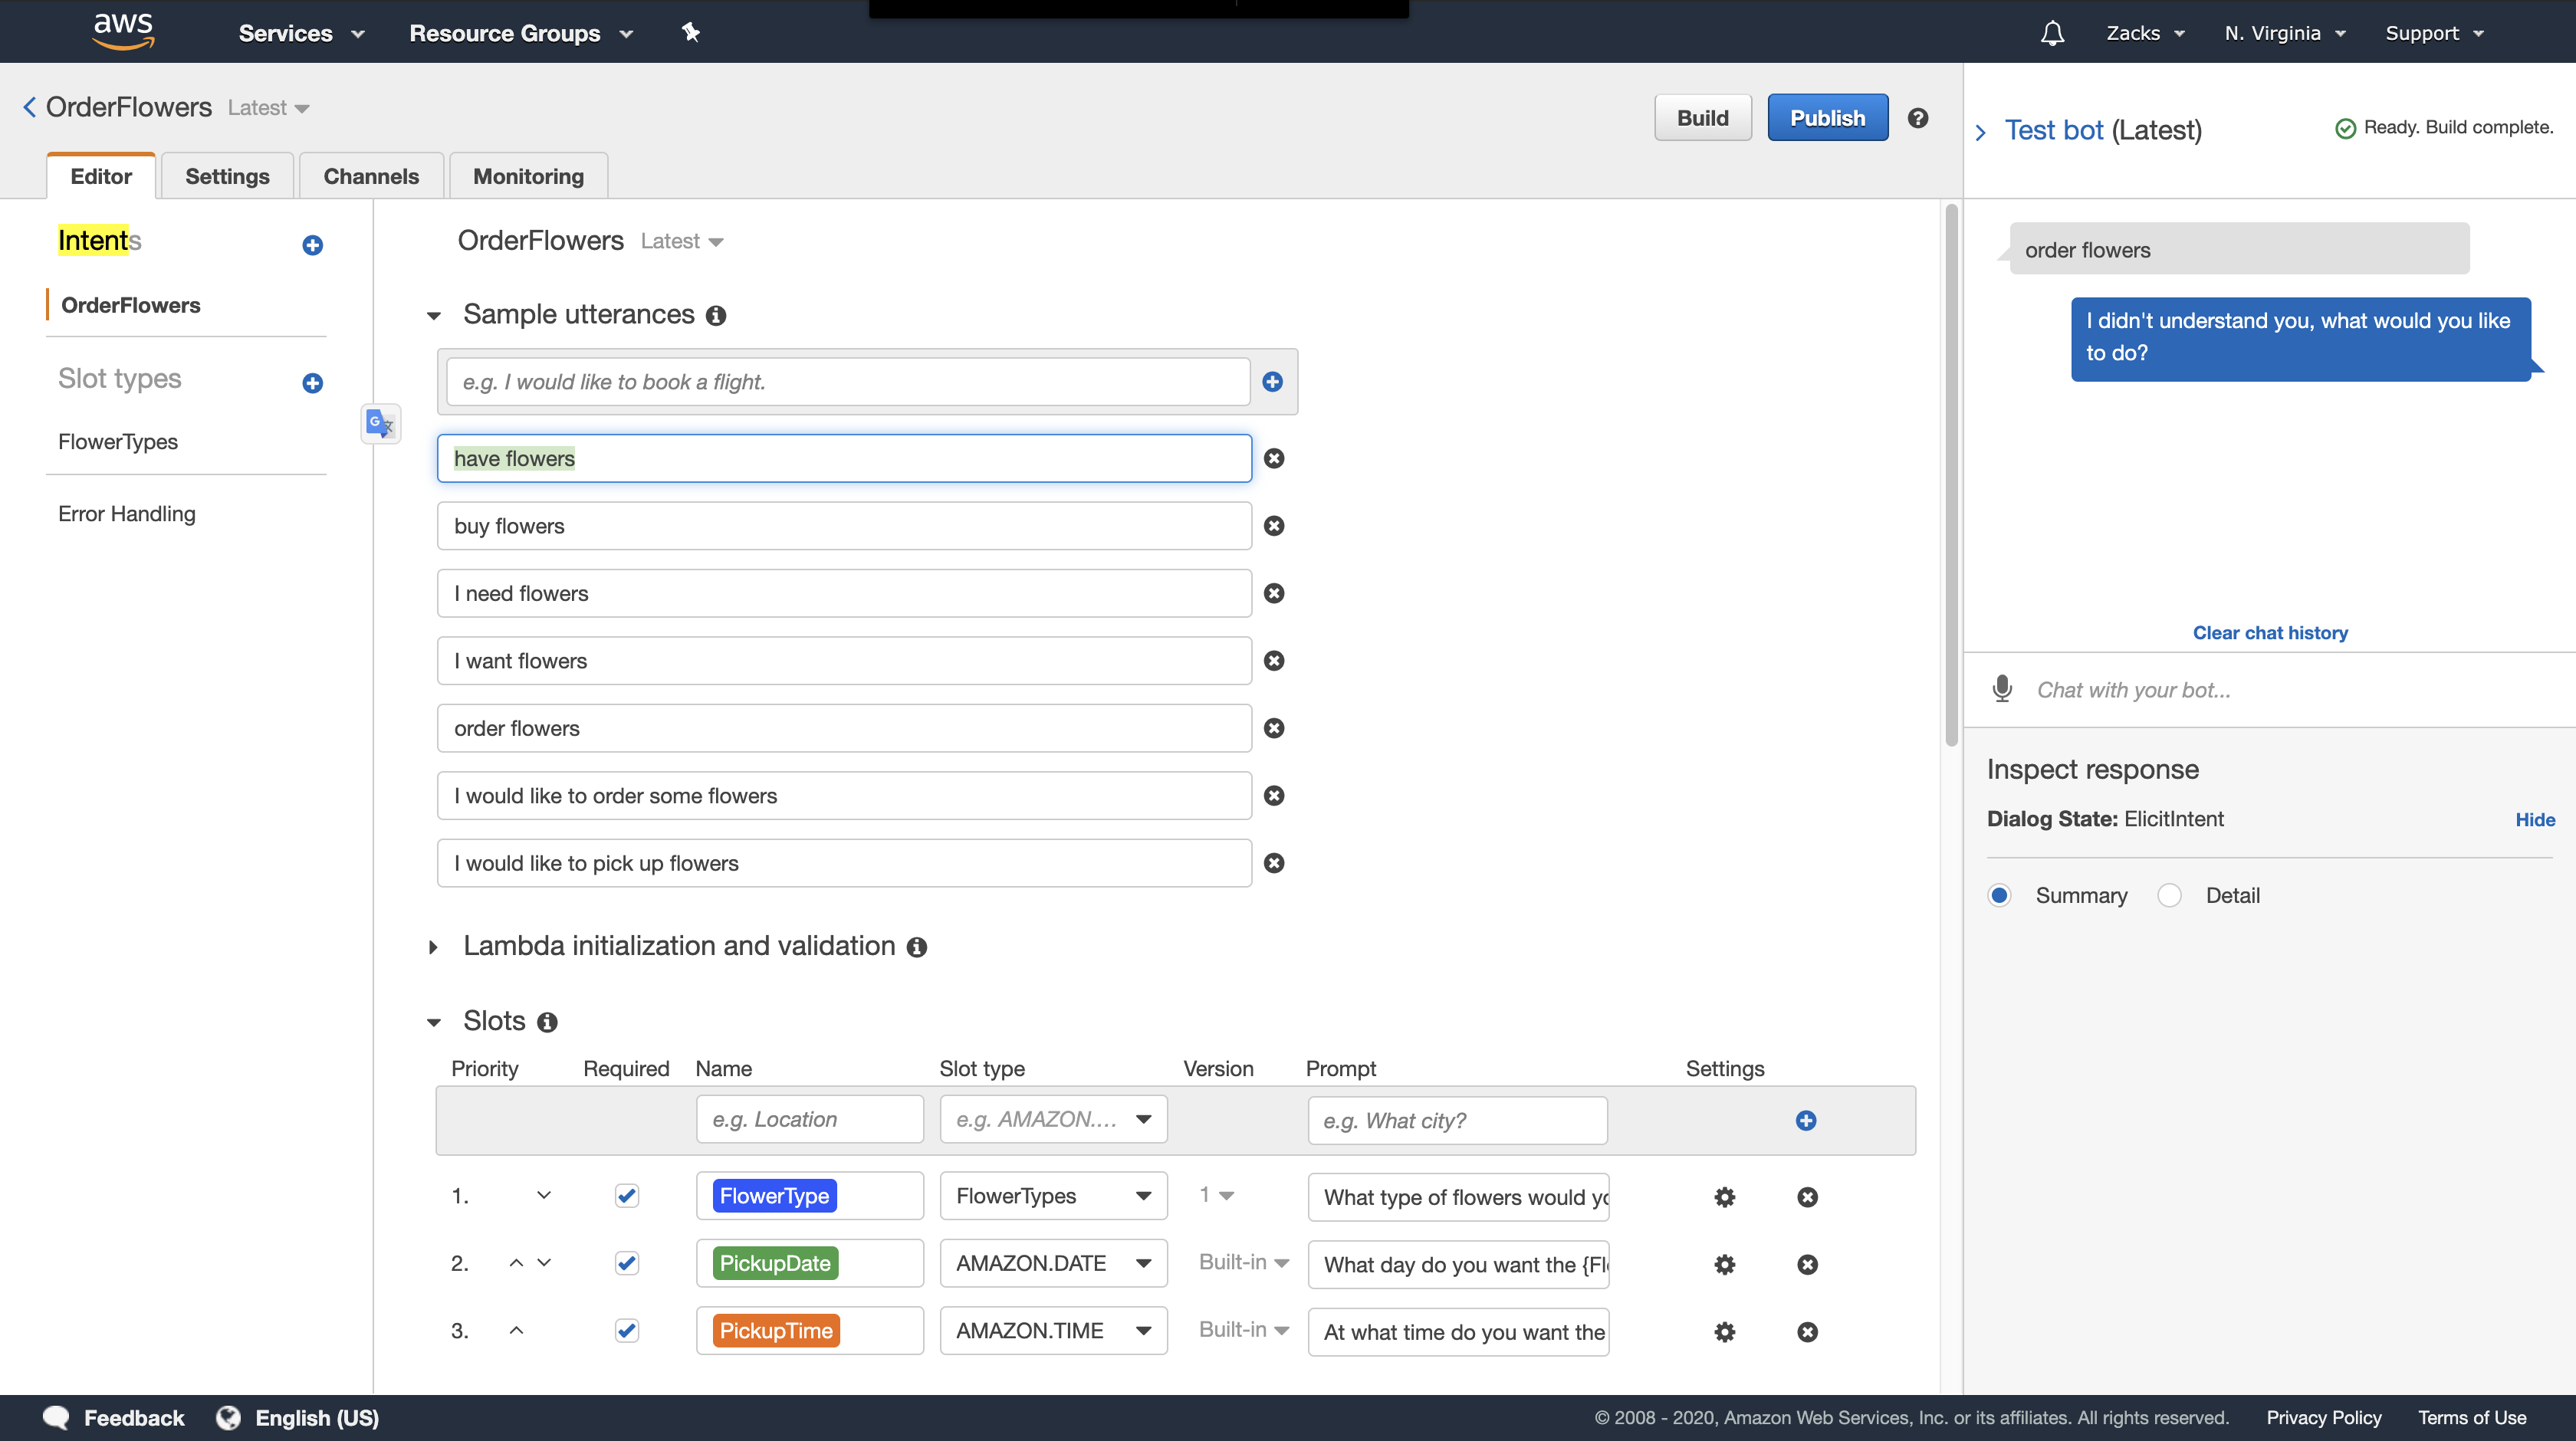 aws Services Resource Groups Zacks N. Virginia Support
OrderFlowers Latest
Build Publish
Test bot (Latest) Ready. Build complete.
Editor Settings Channels Monitoring
Intents
OrderFlowers
Slot types
FlowerTypes
Error Handling
OrderFlowers Latest
Sample utterances
e.g. I would like to book a flight.
have flowers
buy flowers
I need flowers
I want flowers
order flowers
I would like to order some flowers
I would like to pick up flowers
Lambda initialization and validation
Slots
Priority Required Name Slot type Version Prompt Settings
e.g. Location e.g. AMAZON.... e.g. What city?
1. FlowerType FlowerTypes 1 What type of flowers would yo
2. PickupDate AMAZON.DATE Built-in What day do you want the {Flo
3. PickupTime AMAZON.TIME Built-in At what time do you want the
order flowers
I didn't understand you, what would you like
to do?
Clear chat history
Chat with your bot...
Inspect response
Dialog State: ElicitIntent Hide
Summary Detail
Feedback English (US) © 2008 - 2020, Amazon Web Services, Inc. or its affiliates. All rights reserved. Privacy Policy Terms of Use